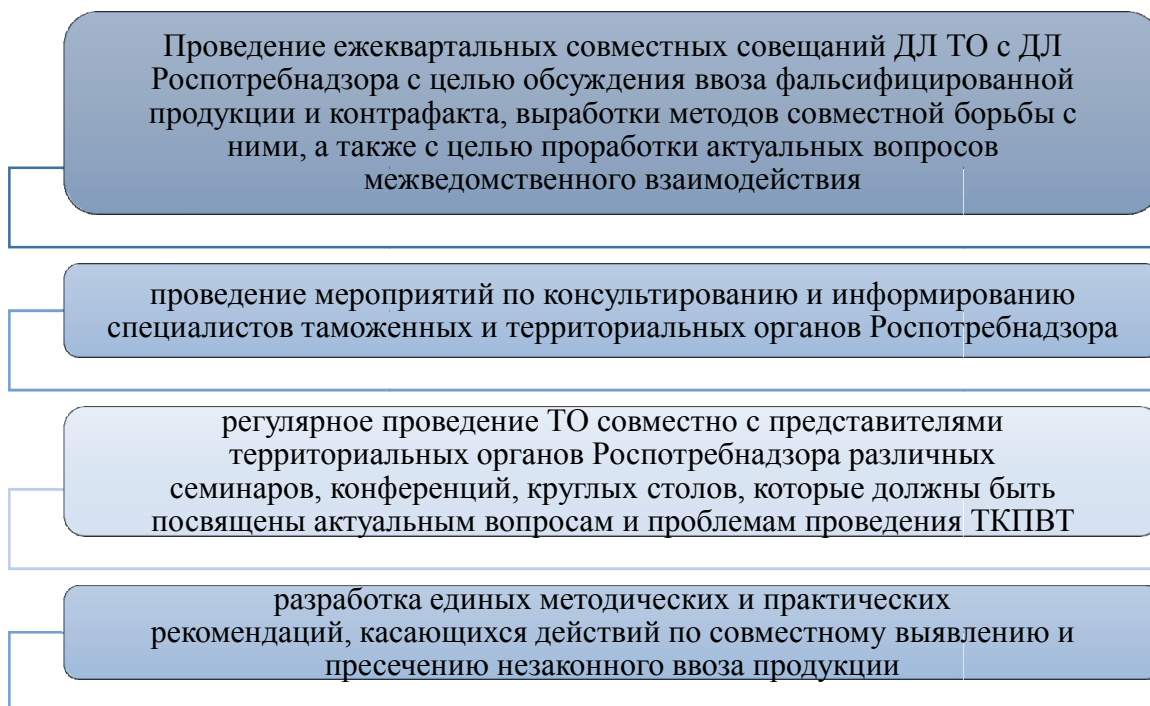 Проведение ежеквартальных совместных совещаний ДЛ ТО с ДЛ
Роспотребнадзора с целью обсуждения ввоза фальсифицированной
продукции и контрафакта, выработки методов совместной борьбы с
ними, а также с целью проработки актуальных вопросов
межведомственного взаимодействия
проведение мероприятий по консультированию и информированию
специалистов таможенных и территориальных органов Роспотребнадзора
регулярное проведение ТО совместно с представителями
территориальных органов Роспотребнадзора различных
семинаров, конференций, круглых столов, которые должны быть
посвящены актуальным вопросам и проблемам проведения ТКПВТ
разработка единых методических и практических
рекомендаций, касающихся действий по совместному выявлению и
пресечению незаконного ввоза продукции